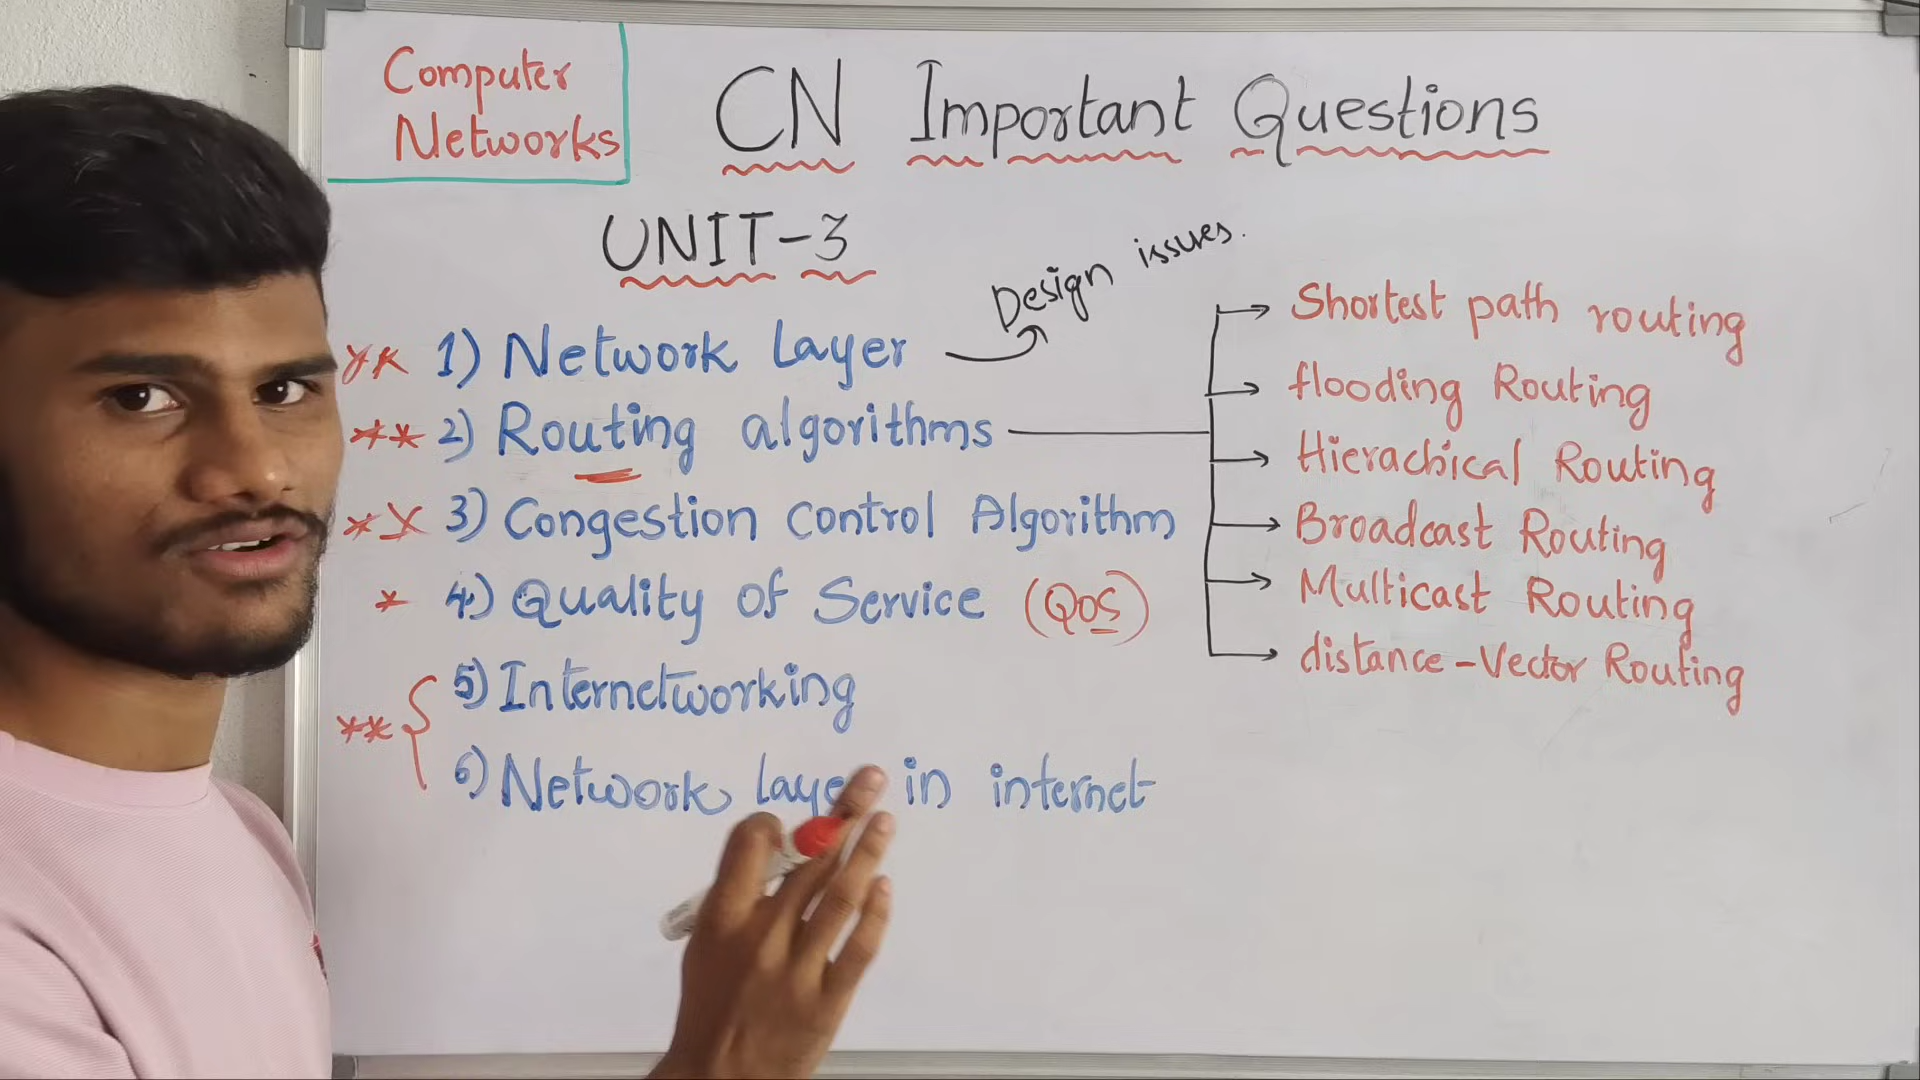 Computer
Networks
CN Important Questions
UNIT-3
Design issues.
** 1) Network Layer
** 2) Routing algorithms
** 3) Congestion Control Algorithm
* 4) Quality of Service (QoS)
5) Internetworking
**
6) Network layer in internet
Shortest path routing
flooding Routing
Hierachical Routing
Broadcast Routing
Multicast Routing
distance-Vector Routing